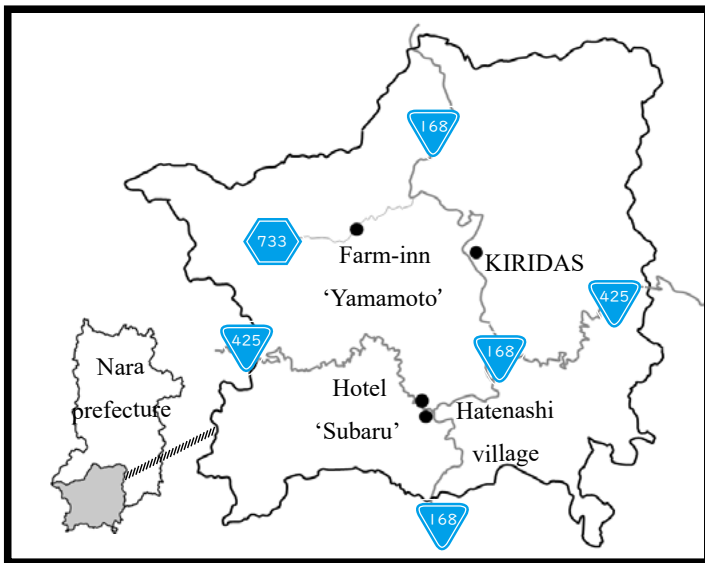 168
733
Farm-inn
‘Yamamoto’
KIRIDAS
425
425
168
Nara
prefecture
Hotel
‘Subaru’
Hatenashi
village
168